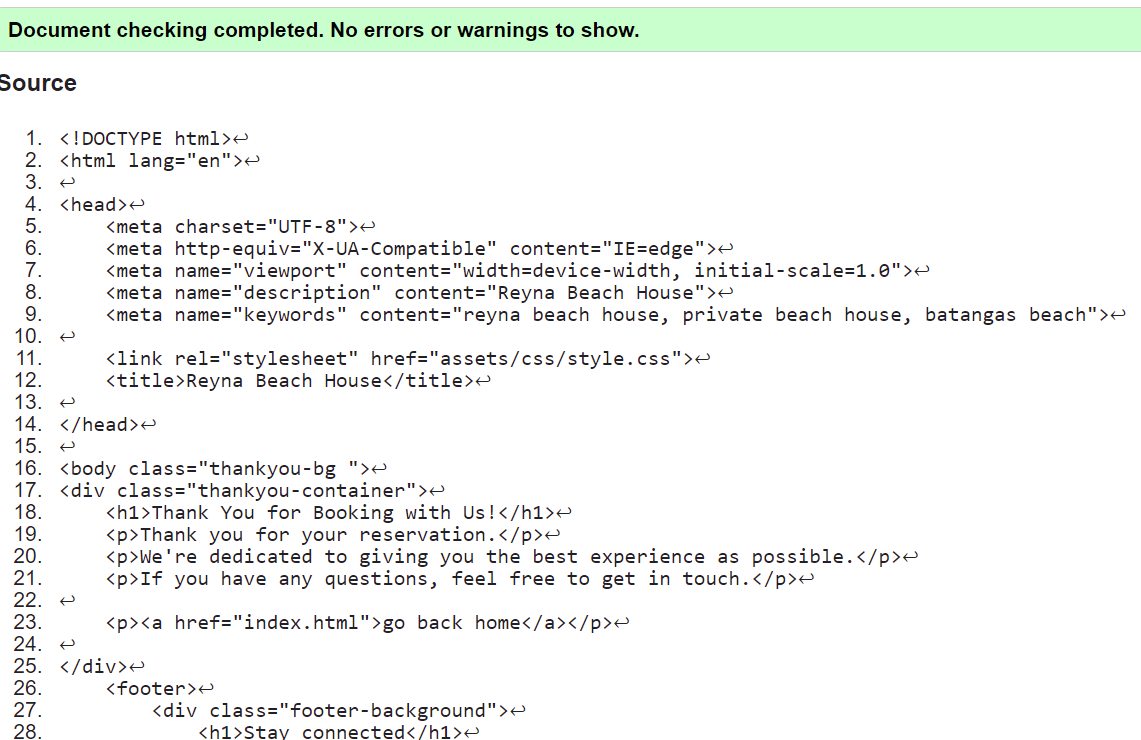 Document checking completed. No errors or warnings to show.
Source
1. <!DOCTYPE html>↩
2. <html lang="en">↩
3. ↩
4. <head>↩
5.     <meta charset="UTF-8">↩
6.     <meta http-equiv="X-UA-Compatible" content="IE=edge">↩
7.     <meta name="viewport" content="width=device-width, initial-scale=1.0">↩
8.     <meta name="description" content="Reyna Beach House">↩
9.     <meta name="keywords" content="reyna beach house, private beach house, batangas beach">↩
10. ↩
11.     <link rel="stylesheet" href="assets/css/style.css">↩
12.     <title>Reyna Beach House</title>↩
13. ↩
14. </head>↩
15. ↩
16. <body class="thankyou-bg ">↩
17. <div class="thankyou-container">↩
18.     <h1>Thank You for Booking with Us!</h1>↩
19.     <p>Thank you for your reservation.</p>↩
20.     <p>We're dedicated to giving you the best experience as possible.</p>↩
21.     <p>If you have any questions, feel free to get in touch.</p>↩
22. ↩
23.     <p><a href="index.html">go back home</a></p>↩
24. ↩
25. </div>↩
26.     <footer>↩
27.         <div class="footer-background">↩
28.             <h1>Stay connected</h1>↩